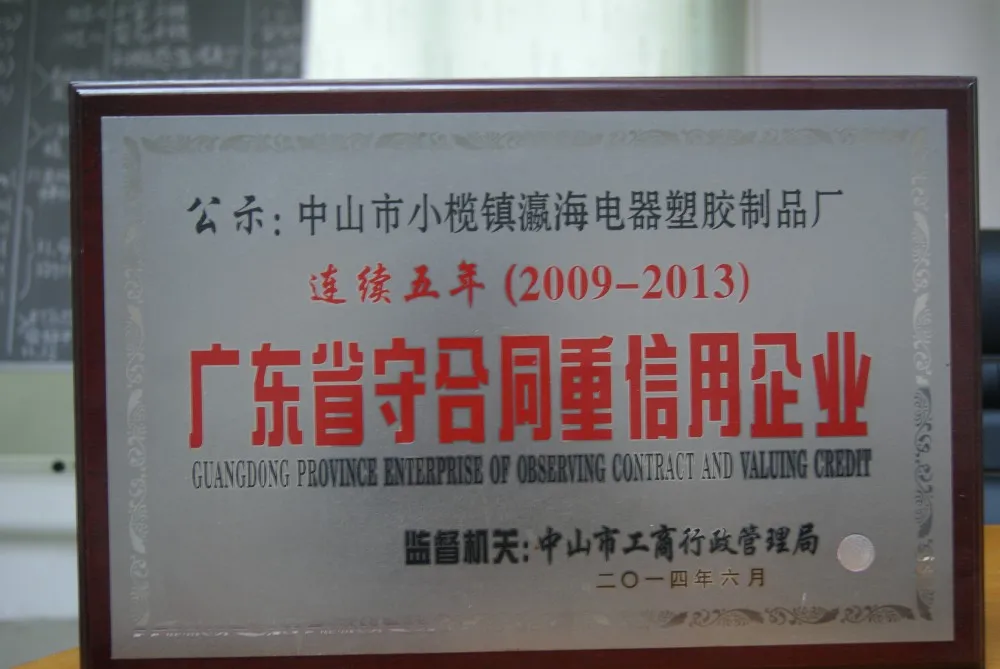 公示：中山市小榄镇瀛海电器塑胶制品厂
连续五年(2009-2013)
广东省守合同重信用企业
GUANGDONG PROVINCE ENTERPRISE OF OBSERVING CONTRACT AND VALUING CREDIT
监督机关：中山市工商行政管理局
二〇一四年六月